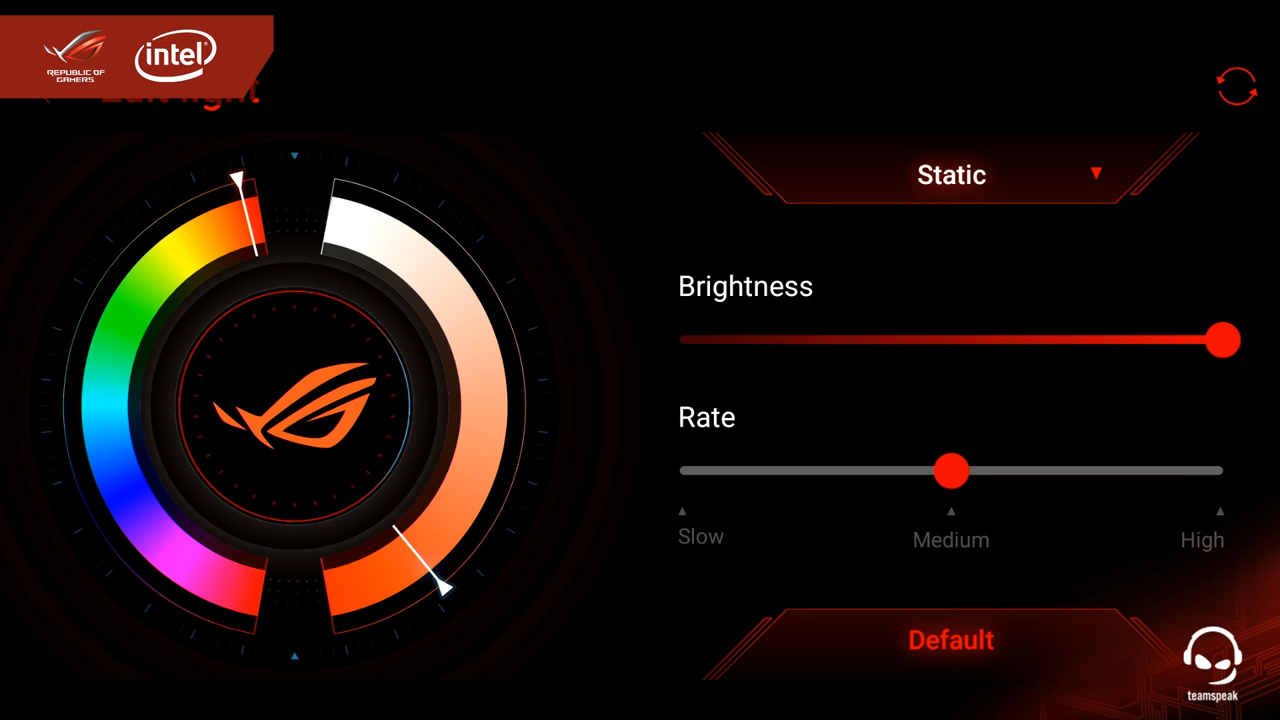 REPUBLIC OF
GAMERS
intel
Static
Brightness
Rate
Slow
Medium
High
Default
teamspeak